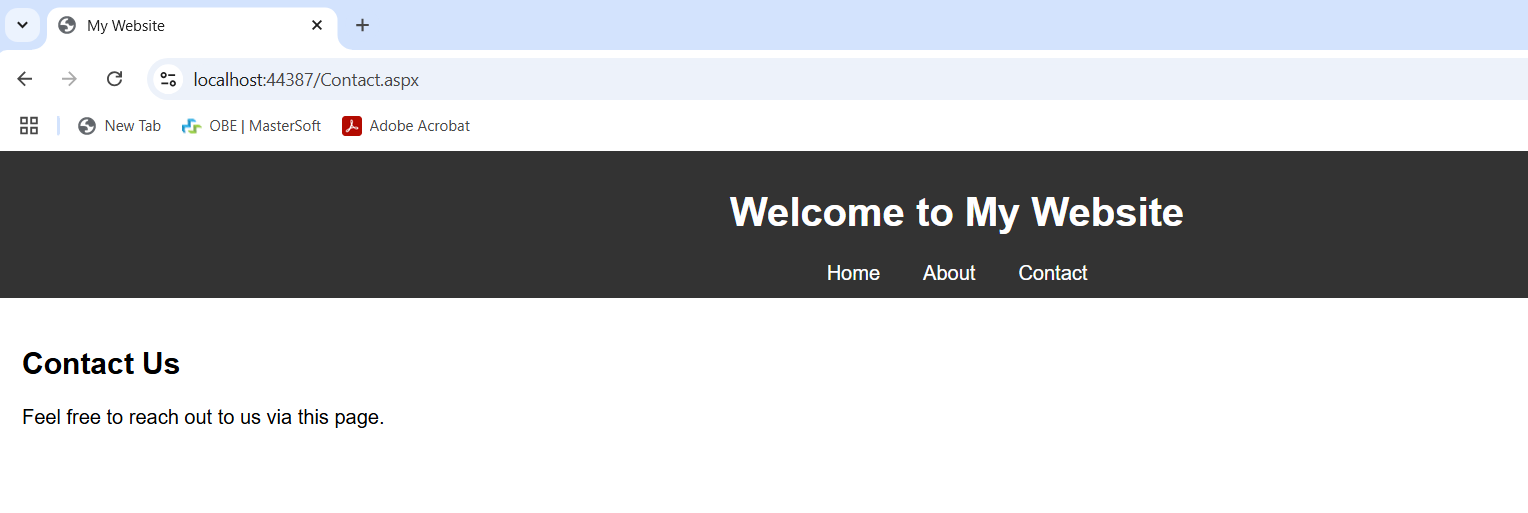 My Website
localhost:44387/Contact.aspx
New Tab OBE | MasterSoft Adobe Acrobat
Welcome to My Website
Home About Contact
Contact Us
Feel free to reach out to us via this page.